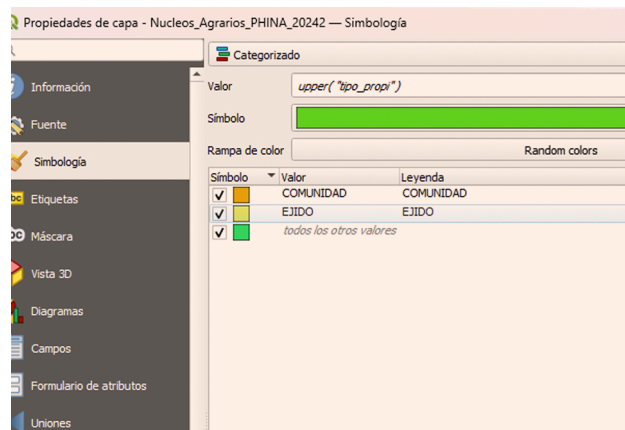 Propiedades de capa - Nucleos_Agrarios_PHINA_20242 — Simbología
Categorizado
Información
Valor
upper( "tipo_propi" )
Fuente
Símbolo
Simbología
Rampa de color
Random colors
Símbolo Valor Leyenda
COMUNIDAD COMUNIDAD
EJIDO EJIDO
todos los otros valores
Etiquetas
Máscara
Vista 3D
Diagramas
Campos
Formulario de atributos
Uniones